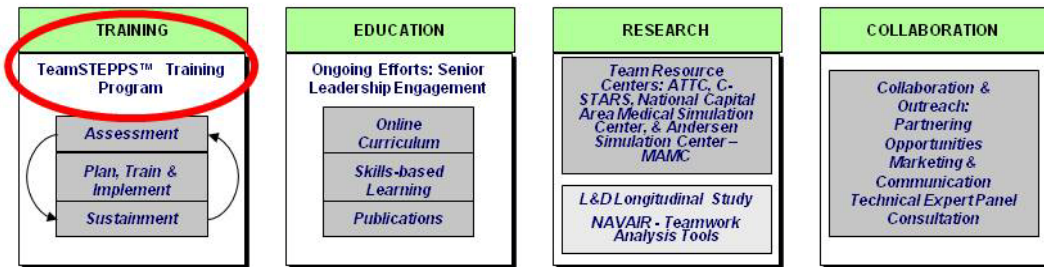 TRAINING
TeamSTEPPS™ Training
Program
Assessment
Plan, Train &
Implement
Sustainment
EDUCATION
Ongoing Efforts: Senior
Leadership Engagement
Online
Curriculum
Skills-based
Learning
Publications
RESEARCH
Team Resource
Centers: ATTC, C-
STARS, National Capital
Area Medical Simulation
Center, & Andersen
Simulation Center –
MAMC
L&D Longitudinal Study
NAVAIR - Teamwork
Analysis Tools
COLLABORATION
Collaboration &
Outreach:
Partnering
Opportunities
Marketing &
Communication
Technical Expert Panel
Consultation